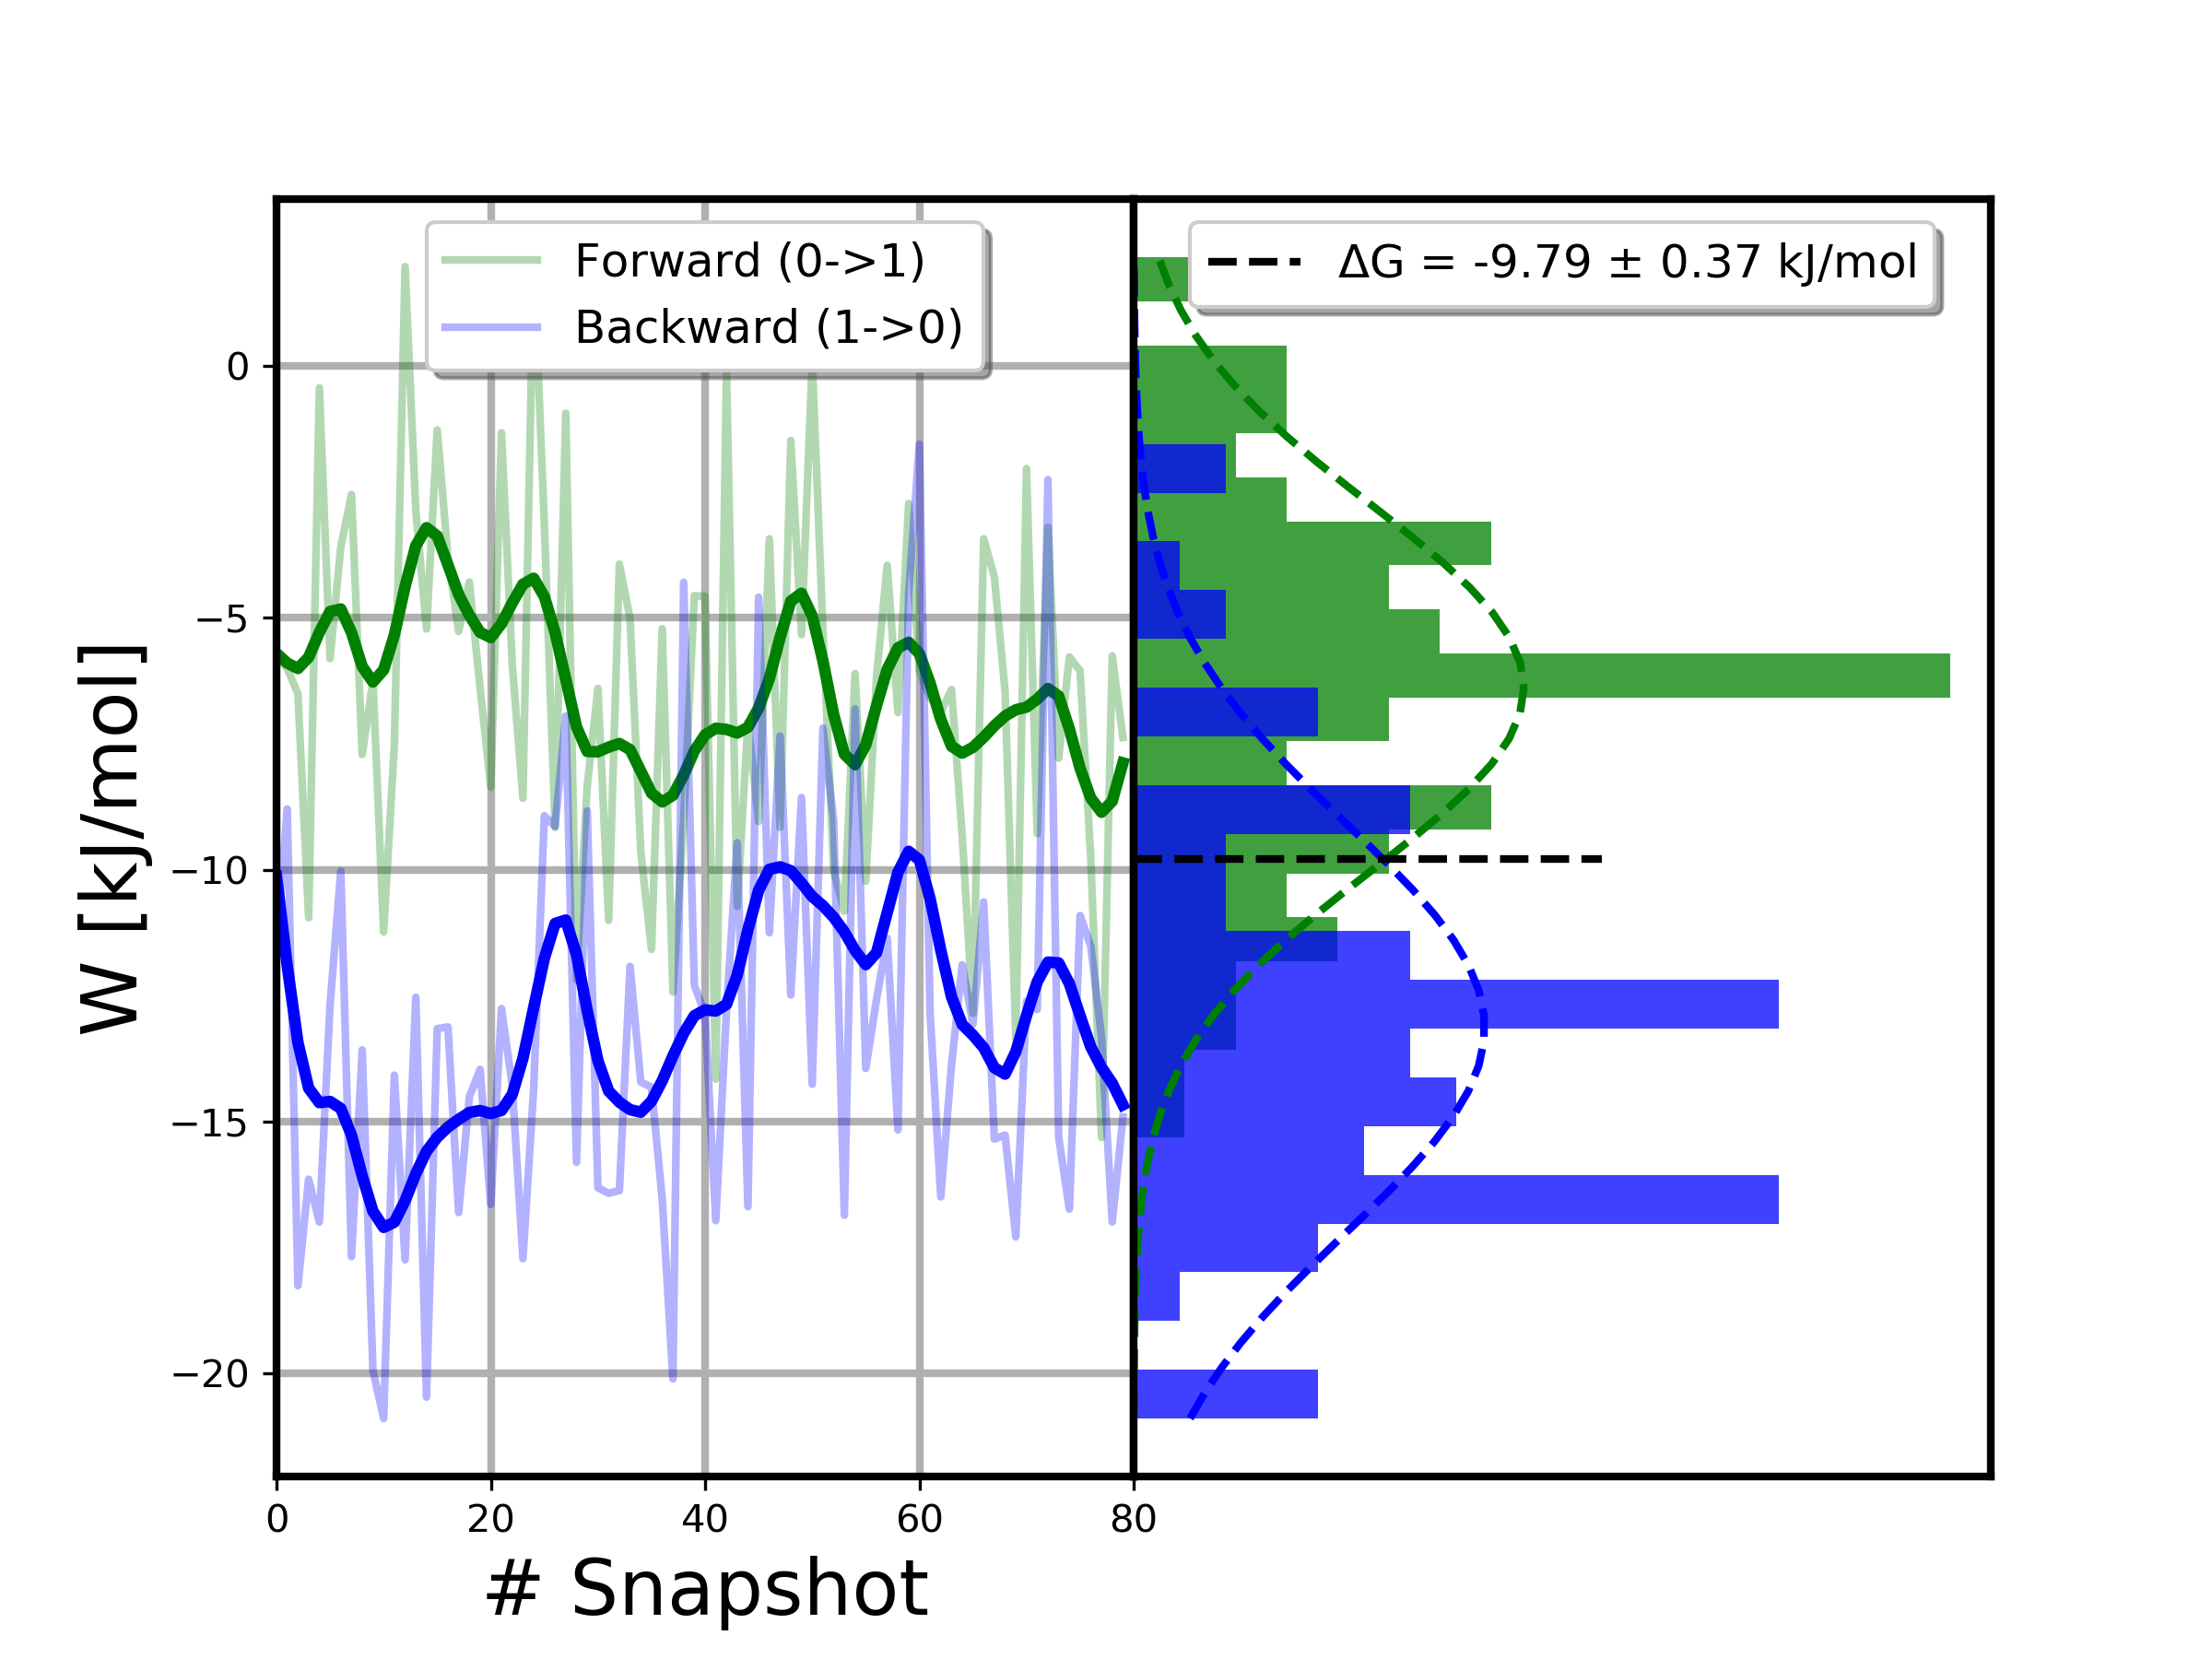 Forward (0->1)
Backward (1->0)
ΔG = -9.79 ± 0.37 kJ/mol
W [kJ/mol]
0
−5
−10
−15
−20
0 20 40 60 80
# Snapshot